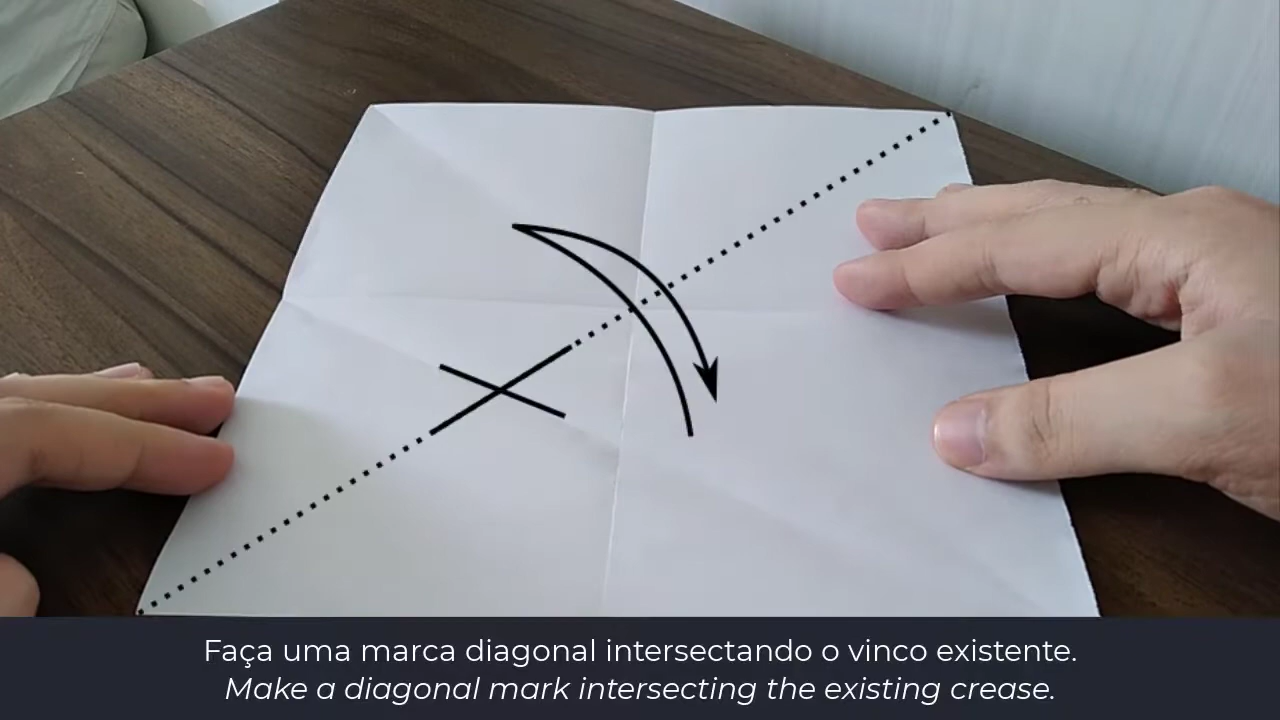 Faça uma marca diagonal intersectando o vinco existente.
Make a diagonal mark intersecting the existing crease.